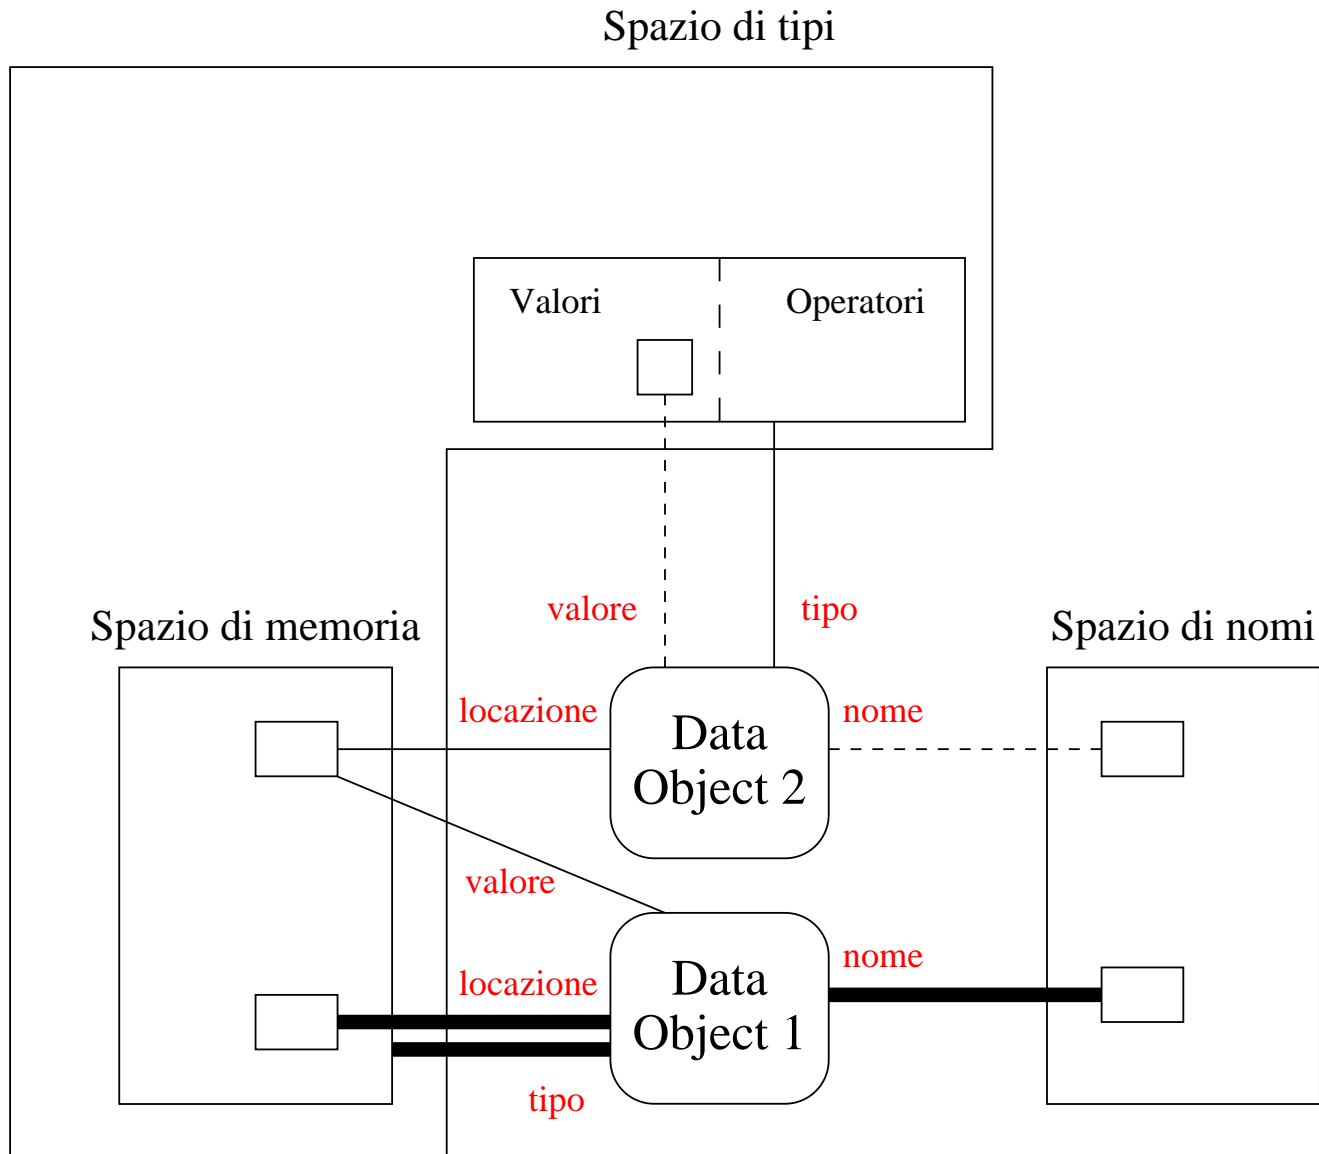 Spazio di tipi
Valori
Operatori
valore
tipo
Spazio di memoria
Spazio di nomi
locazione
Data
Object 2
nome
valore
locazione
Data
Object 1
nome
tipo